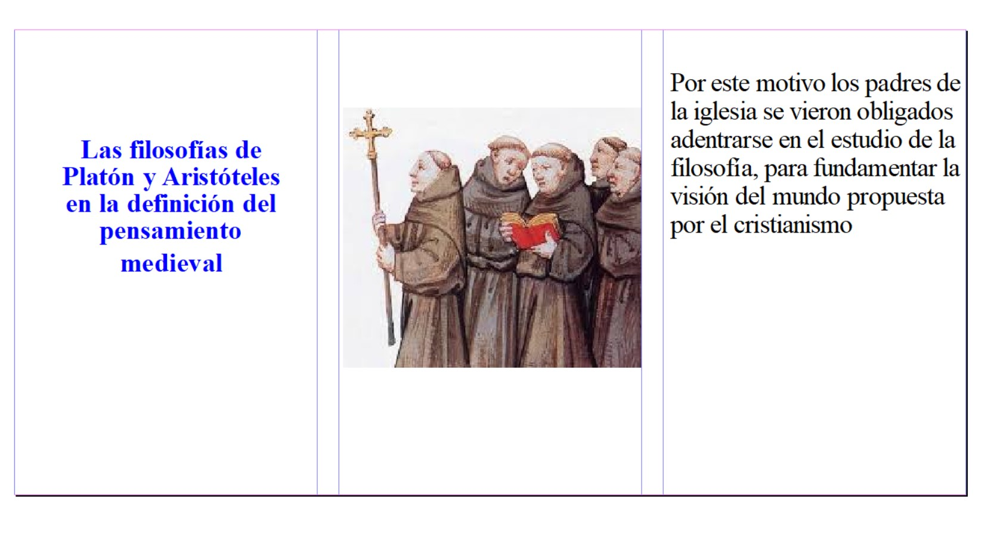 Las filosofías de
Platón y Aristóteles
en la definición del
pensamiento
medieval
Por este motivo los padres de
la iglesia se vieron obligados
adentrarse en el estudio de la
filosofía, para fundamentar la
visión del mundo propuesta
por el cristianismo